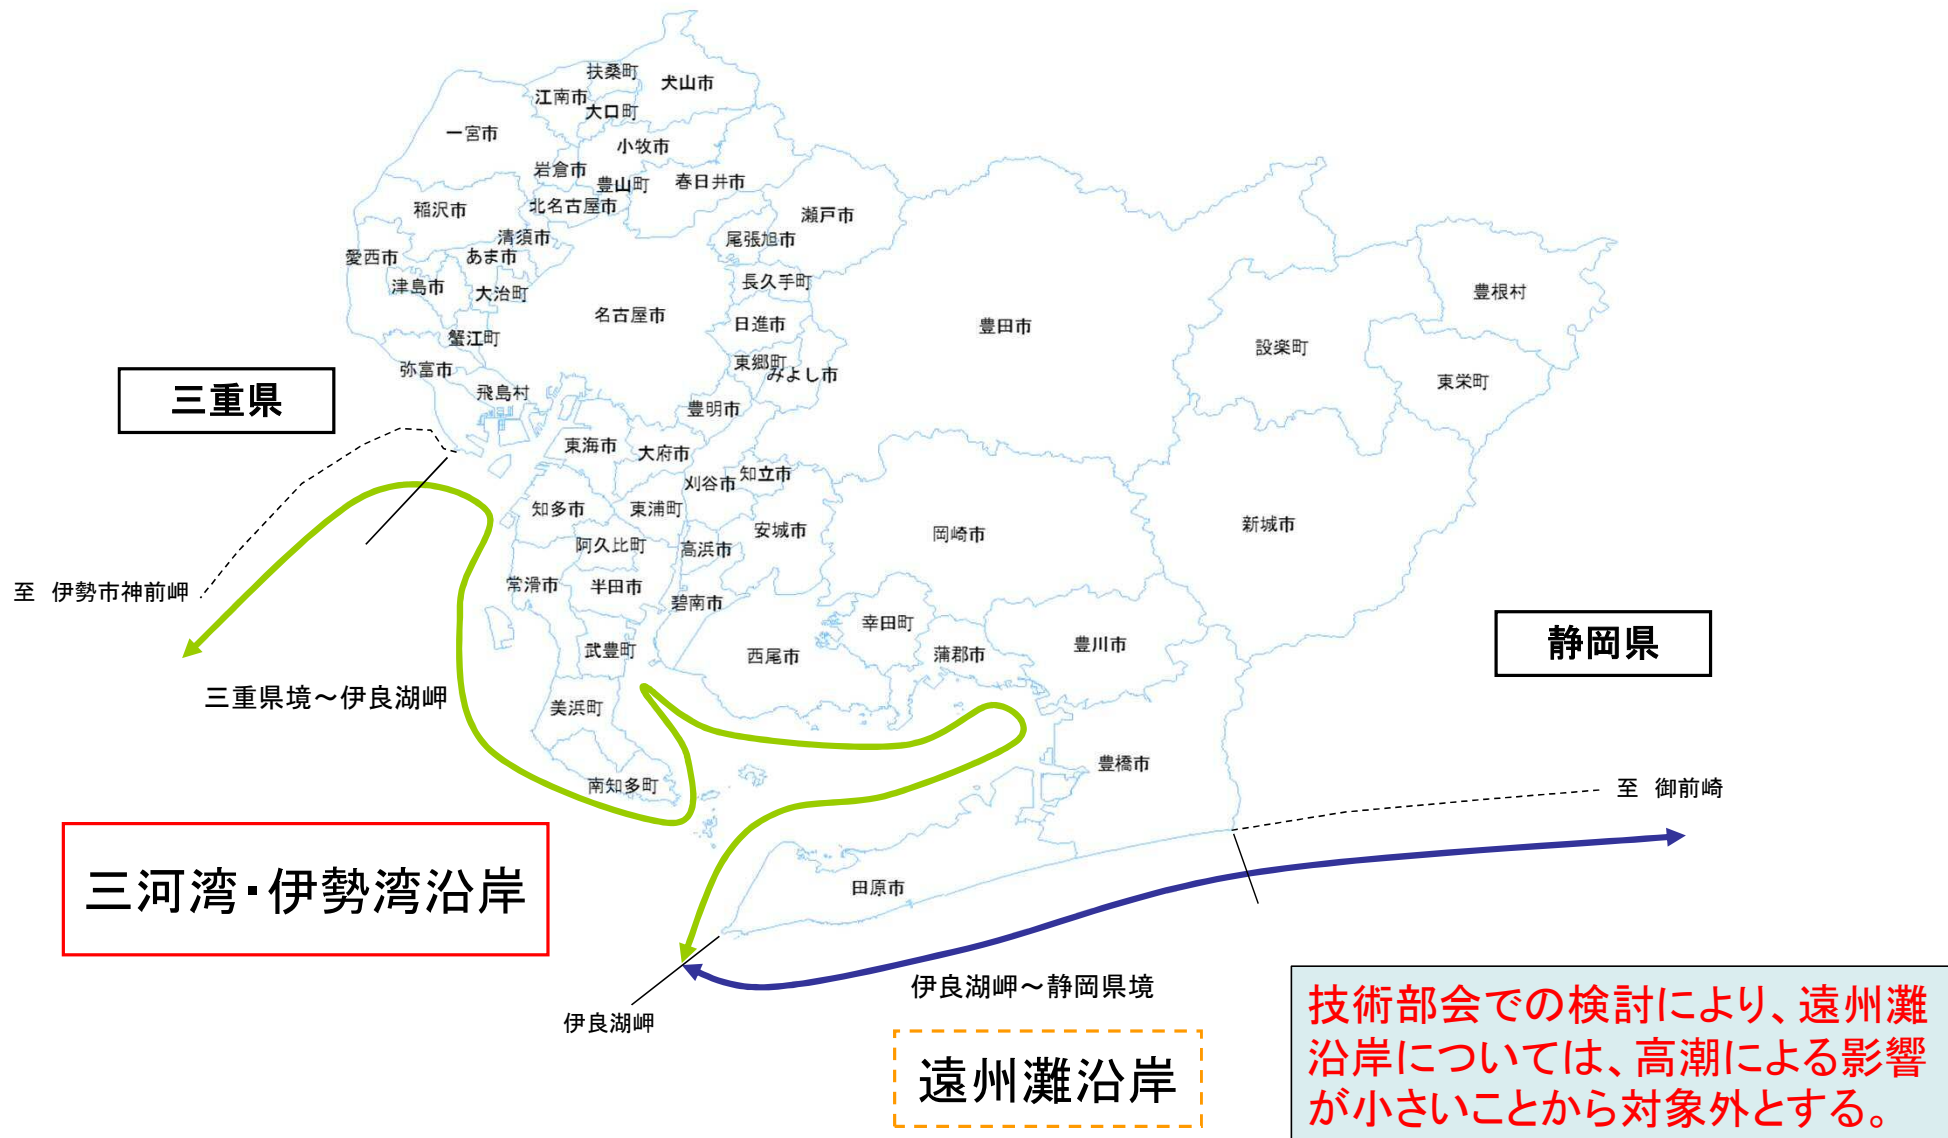 扶桑町
犬山市
江南市
大口町
一宮市
小牧市
岩倉市
豊山町
春日井市
稲沢市
北名古屋市
瀬戸市
清須市
尾張旭市
愛西市
あま市
津島市
大治町
長久手町
豊根村
名古屋市
日進市
豊田市
蟹江町
設楽町
弥富市
東郷町
みよし市
東栄町
飛島村
三重県
豊明市
東海市
大府市
刈谷市
知立市
知多市
東浦町
安城市
岡崎市
新城市
阿久比町
高浜市
常滑市
半田市
至 伊勢市神前岬
碧南市
幸田町
武豊町
西尾市
蒲郡市
豊川市
静岡県
三重県境~伊良湖岬
美浜町
豊橋市
南知多町
至 御前崎
三河湾・伊勢湾沿岸
田原市
伊良湖岬~静岡県境
伊良湖岬
遠州灘沿岸
技術部会での検討により、遠州灘
沿岸については、高潮による影響
が小さいことから対象外とする。